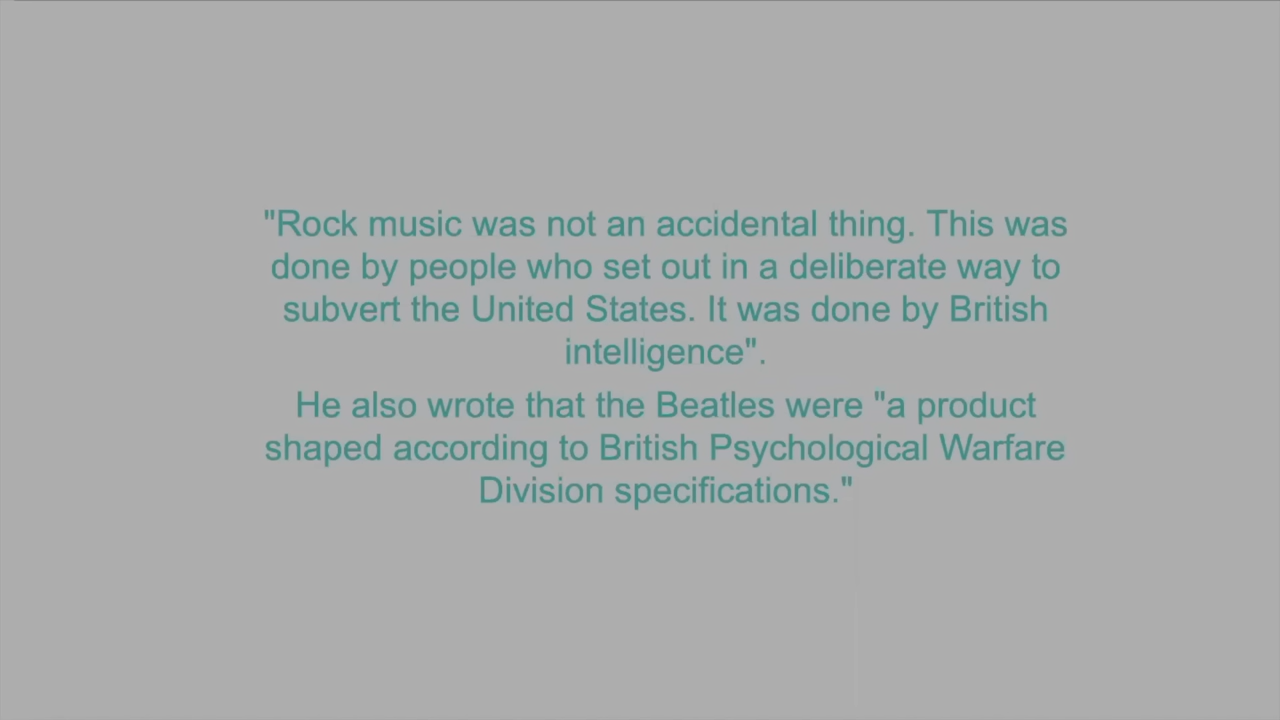 "Rock music was not an accidental thing. This was
done by people who set out in a deliberate way to
subvert the United States. It was done by British
intelligence".
He also wrote that the Beatles were "a product
shaped according to British Psychological Warfare
Division specifications."